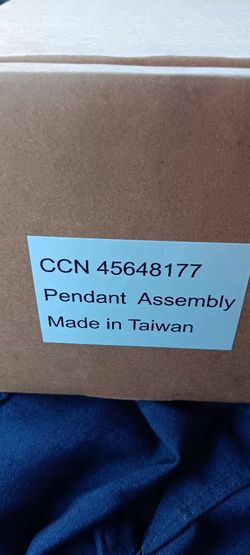 CCN 45648177
Pendant Assembly
Made in Taiwan